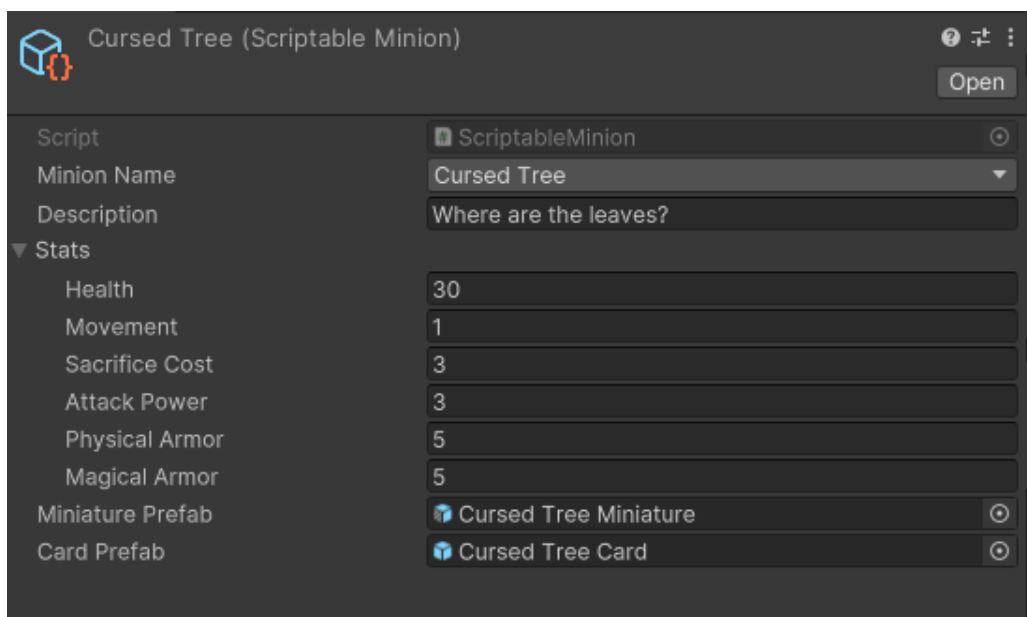 Cursed Tree (Scriptable Minion)
Open
Script ScriptableMinion
Minion Name Cursed Tree
Description Where are the leaves?
Stats
Health 30
Movement 1
Sacrifice Cost 3
Attack Power 3
Physical Armor 5
Magical Armor 5
Miniature Prefab Cursed Tree Miniature
Card Prefab Cursed Tree Card